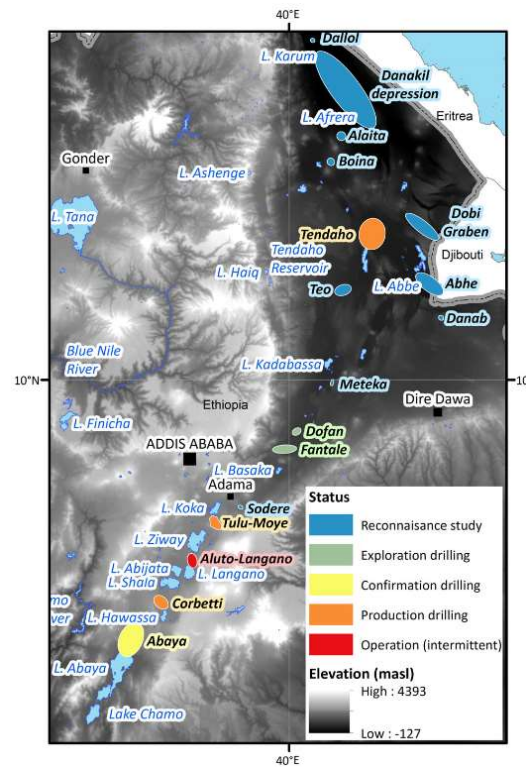 40°E
Dallol
L. Karum
Danakil
depression
L. Afrera
Eritrea
Alaita
Gonder
Boina
L. Ashenge
L. Tana
Dobi
Graben
Tendaho
Djibouti
Tendaho
Reservoir
L. Haiq
Teo
L. Abbe
Abhe
Danab
Blue Nile
River
L. Kadabassa
10°N
Meteka
Ethiopia
Dire Dawa
L. Finicha
Dofan
ADDIS ABABA
Fantale
L. Basaka
Adama
L. Koka
Sodere
Tulu-Moye
L. Ziway
Aluto-Langano
L. Abijata
L. Langano
L. Shala
Corbetti
L. Hawassa
Abaya
L. Abaya
Lake Chamo
40°E
Status
Reconnaisance study
Exploration drilling
Confirmation drilling
Production drilling
Operation (intermittent)
Elevation (masl)
High : 4393
Low : -127